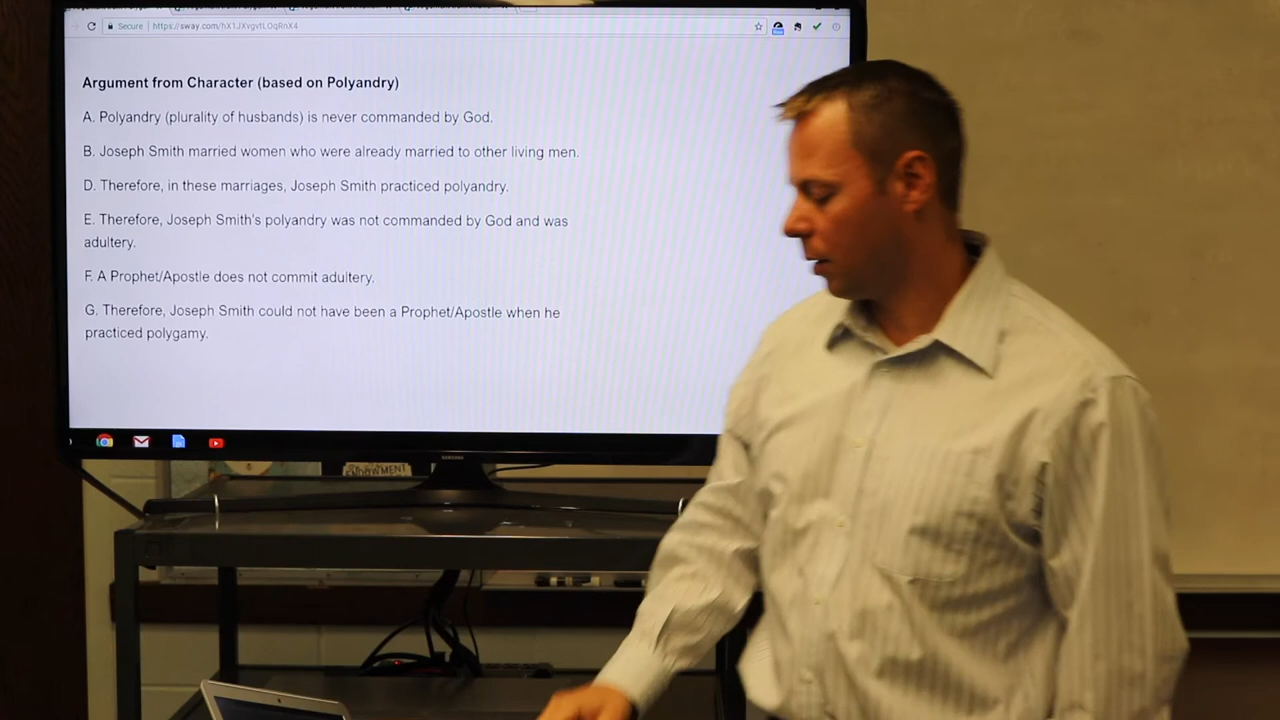 Secure | https://sway.com/hX1JXvgvtLOqRnX4
Argument from Character (based on Polyandry)
A. Polyandry (plurality of husbands) is never commanded by God.
B. Joseph Smith married women who were already married to other living men.
D. Therefore, in these marriages, Joseph Smith practiced polyandry.
E. Therefore, Joseph Smith's polyandry was not commanded by God and was
adultery.
F. A Prophet/Apostle does not commit adultery.
G. Therefore, Joseph Smith could not have been a Prophet/Apostle when he
practiced polygamy.
SAMSUNG
ENDOWMENT